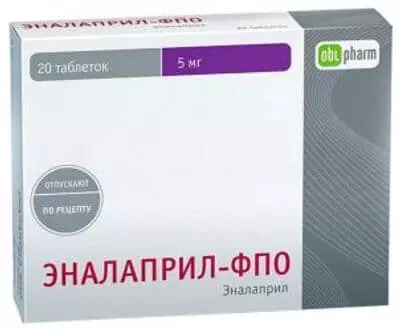 20 таблеток
5 мг
obl pharm
ОТПУСКАЮТ
ПО РЕЦЕПТУ
ЭНАЛАПРИЛ-ФПО
Эналаприл